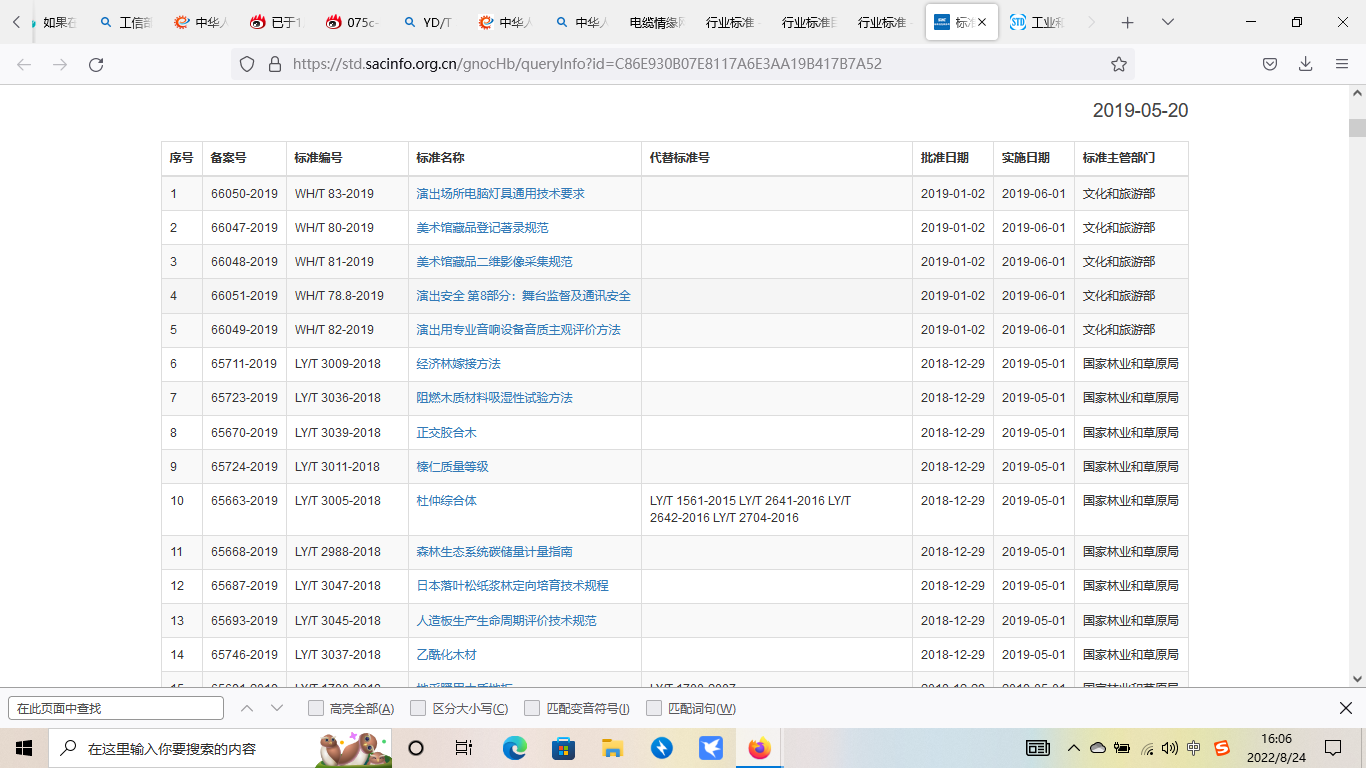 如果在
工信部
中华人
已于1
075c-
YD/T
中华人
中华人
电缆情缘网
行业标准 -
行业标准目
行业标准 -
标准
工业和
https://std.sacinfo.org.cn/gnocHb/queryInfo?id=C86E930B07E8117A6E3AA19B417B7A52
2019-05-20
序号 备案号 标准编号 标准名称 代替标准号 批准日期 实施日期 标准主管部门
1 66050-2019 WH/T 83-2019 演出场所电脑灯具通用技术要求 2019-01-02 2019-06-01 文化和旅游部
2 66047-2019 WH/T 80-2019 美术馆藏品登记著录规范 2019-01-02 2019-06-01 文化和旅游部
3 66048-2019 WH/T 81-2019 美术馆藏品二维影像采集规范 2019-01-02 2019-06-01 文化和旅游部
4 66051-2019 WH/T 78.8-2019 演出安全 第8部分：舞台监督及通讯安全 2019-01-02 2019-06-01 文化和旅游部
5 66049-2019 WH/T 82-2019 演出用专业音响设备音质主观评价方法 2019-01-02 2019-06-01 文化和旅游部
6 65711-2019 LY/T 3009-2018 经济林嫁接方法 2018-12-29 2019-05-01 国家林业和草原局
7 65723-2019 LY/T 3036-2018 阻燃木质材料吸湿性试验方法 2018-12-29 2019-05-01 国家林业和草原局
8 65670-2019 LY/T 3039-2018 正交胶合木 2018-12-29 2019-05-01 国家林业和草原局
9 65724-2019 LY/T 3011-2018 榛仁质量等级 2018-12-29 2019-05-01 国家林业和草原局
10 65663-2019 LY/T 3005-2018 杜仲综合体 LY/T 1561-2015 LY/T 2641-2016 LY/T 2018-12-29 2019-05-01 国家林业和草原局
2642-2016 LY/T 2704-2016
11 65668-2019 LY/T 2988-2018 森林生态系统碳储量计量指南 2018-12-29 2019-05-01 国家林业和草原局
12 65687-2019 LY/T 3047-2018 日本落叶松纸浆林定向培育技术规程 2018-12-29 2019-05-01 国家林业和草原局
13 65693-2019 LY/T 3045-2018 人造板生产生命周期评价技术规范 2018-12-29 2019-05-01 国家林业和草原局
14 65746-2019 LY/T 3037-2018 乙酰化木材 2018-12-29 2019-05-01 国家林业和草原局
在此页面中查找 高亮全部(A) 区分大小写(C) 匹配变音符号(I) 匹配词句(W)
在这里输入你要搜索的内容
中
16:06
2022/8/24